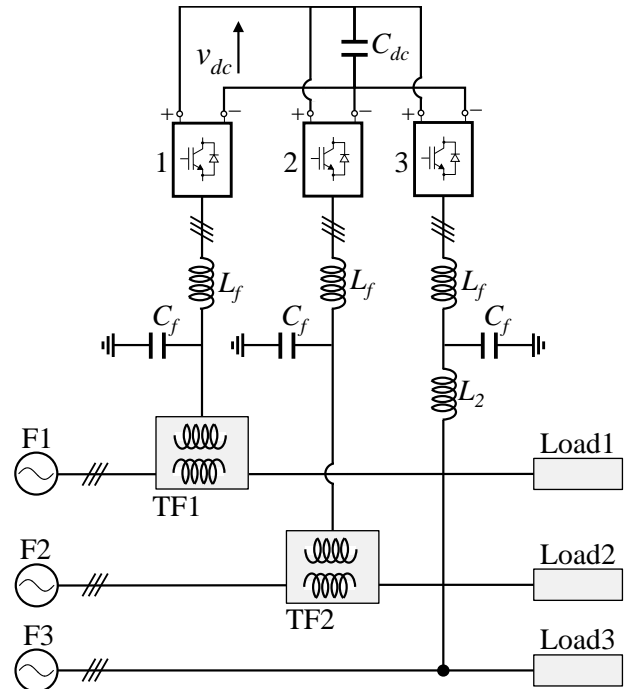 v_dc
C_dc
+ − + − + −
1 2 3
L_f L_f L_f
C_f C_f C_f
L_2
F1 Load1
TF1
F2 Load2
TF2
F3 Load3